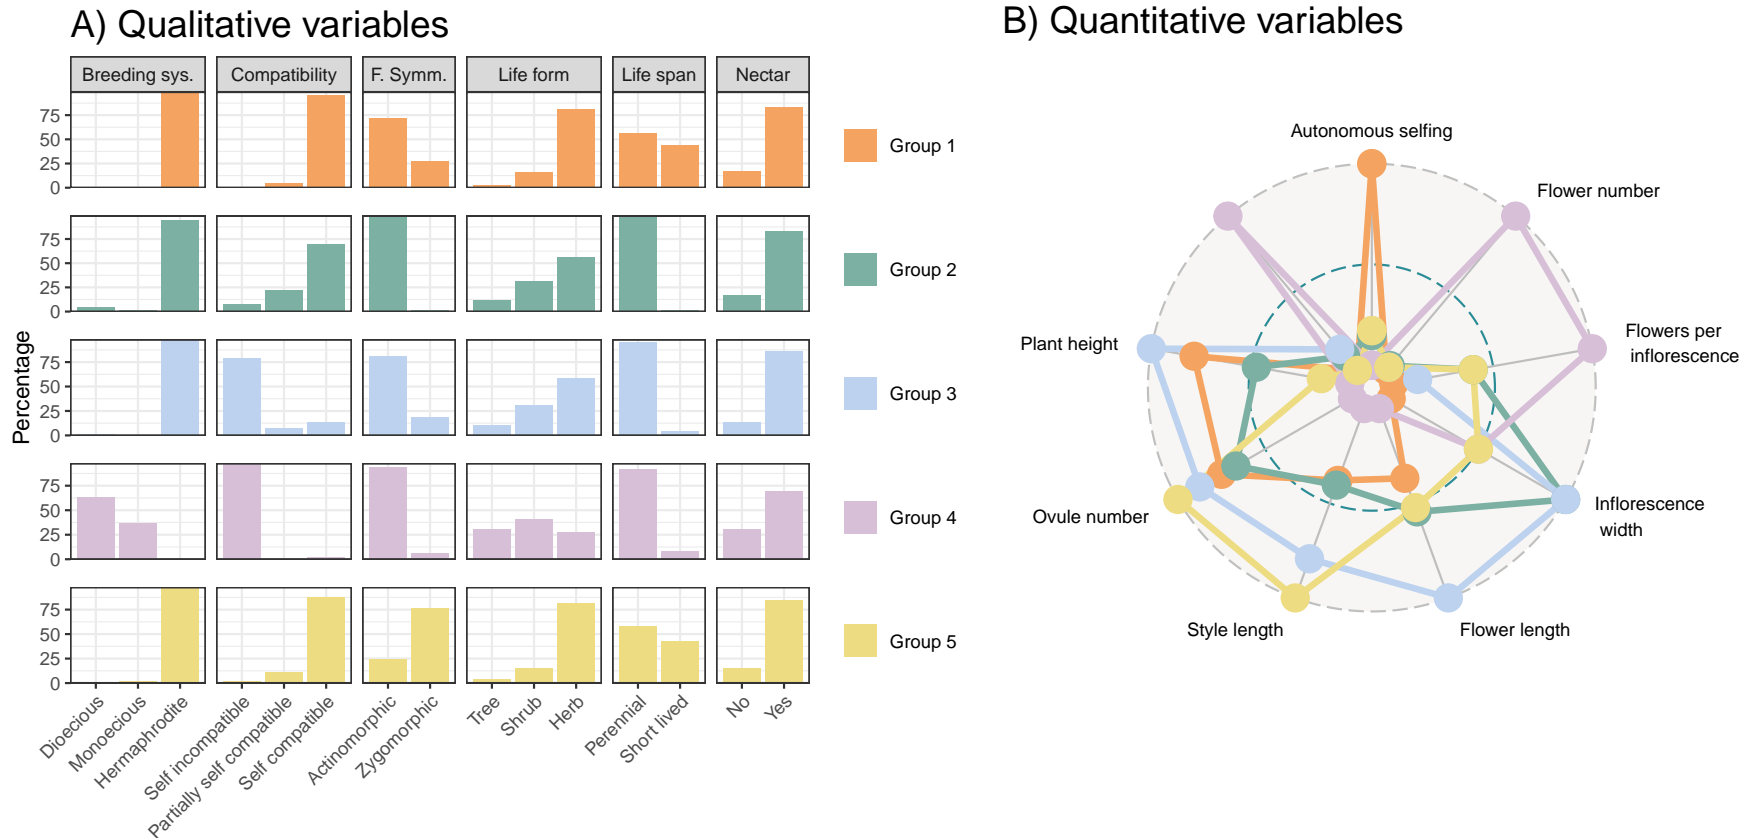 A) Qualitative variables
B) Quantitative variables
Breeding sys.
Compatibility
F. Symm.
Life form
Life span
Nectar
Percentage
75
50
25
0
75
50
25
0
75
50
25
0
75
50
25
0
75
50
25
0
Dioecious
Monoecious
Hermaphrodite
Self incompatible
Partially self compatible
Self compatible
Actinomorphic
Zygomorphic
Tree
Shrub
Herb
Perennial
Short lived
No
Yes
Group 1
Group 2
Group 3
Group 4
Group 5
Autonomous selfing
Flower number
Flowers per
inflorescence
Inflorescence
width
Flower length
Style length
Ovule number
Plant height